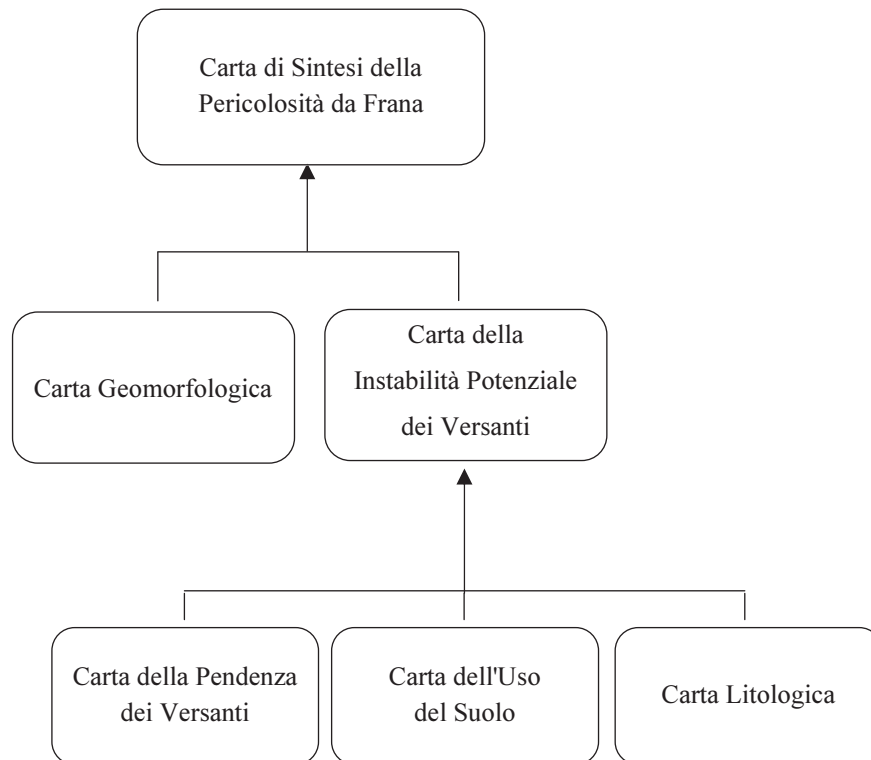 Carta di Sintesi della
Pericolosità da Frana
Carta Geomorfologica
Carta della
Instabilità Potenziale
dei Versanti
Carta della Pendenza
dei Versanti
Carta dell'Uso
del Suolo
Carta Litologica